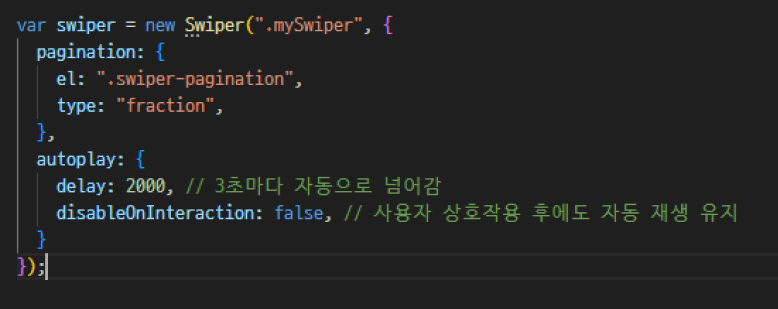 var swiper = new Swiper(".mySwiper", {
  pagination: {
    el: ".swiper-pagination",
    type: "fraction",
  },
  autoplay: {
    delay: 2000, // 3초마다 자동으로 넘어감
    disableOnInteraction: false, // 사용자 상호작용 후에도 자동 재생 유지
  }
});